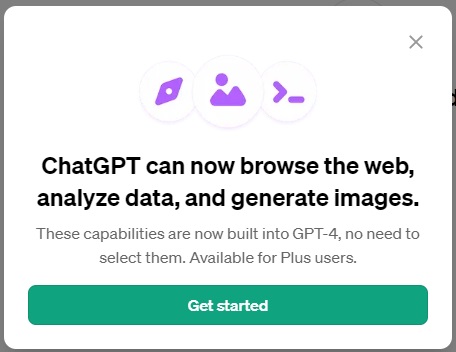 ChatGPT can now browse the web,
analyze data, and generate images.
These capabilities are now built into GPT-4, no need to
select them. Available for Plus users.
Get started